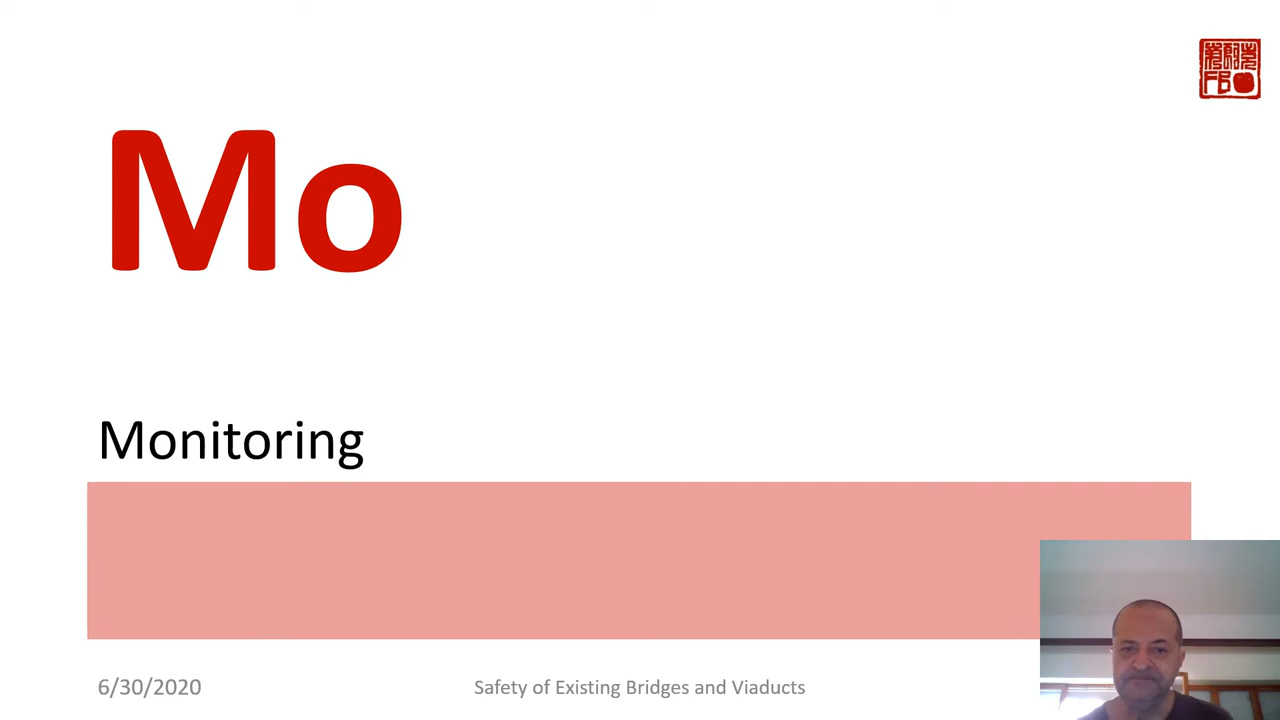 Mo
Monitoring
6/30/2020
Safety of Existing Bridges and Viaducts